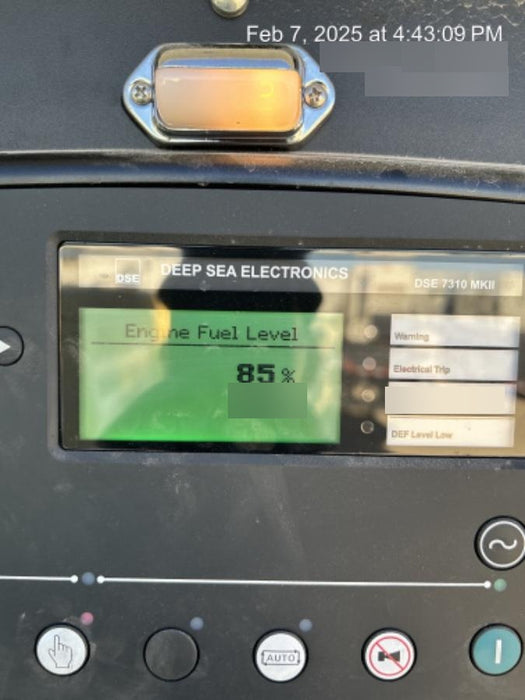 Feb 7, 2025 at 4:43:09 PM
DSE
DEEP SEA ELECTRONICS
DSE 7310 MKII
Engine Fuel Level
85 %
Warning
Electrical Trip
DEF Level Low
AUTO